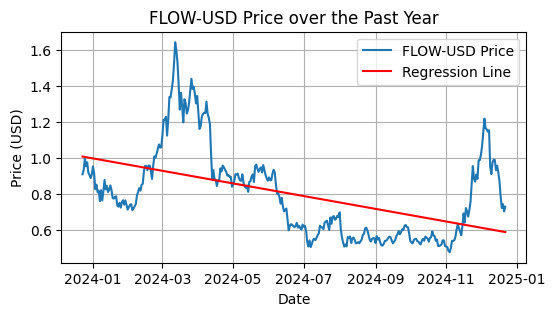 FLOW-USD Price over the Past Year
FLOW-USD Price
Regression Line
Price (USD)
1.6
1.4
1.2
1.0
0.8
0.6
2024-01
2024-03
2024-05
2024-07
2024-09
2024-11
2025-01
Date